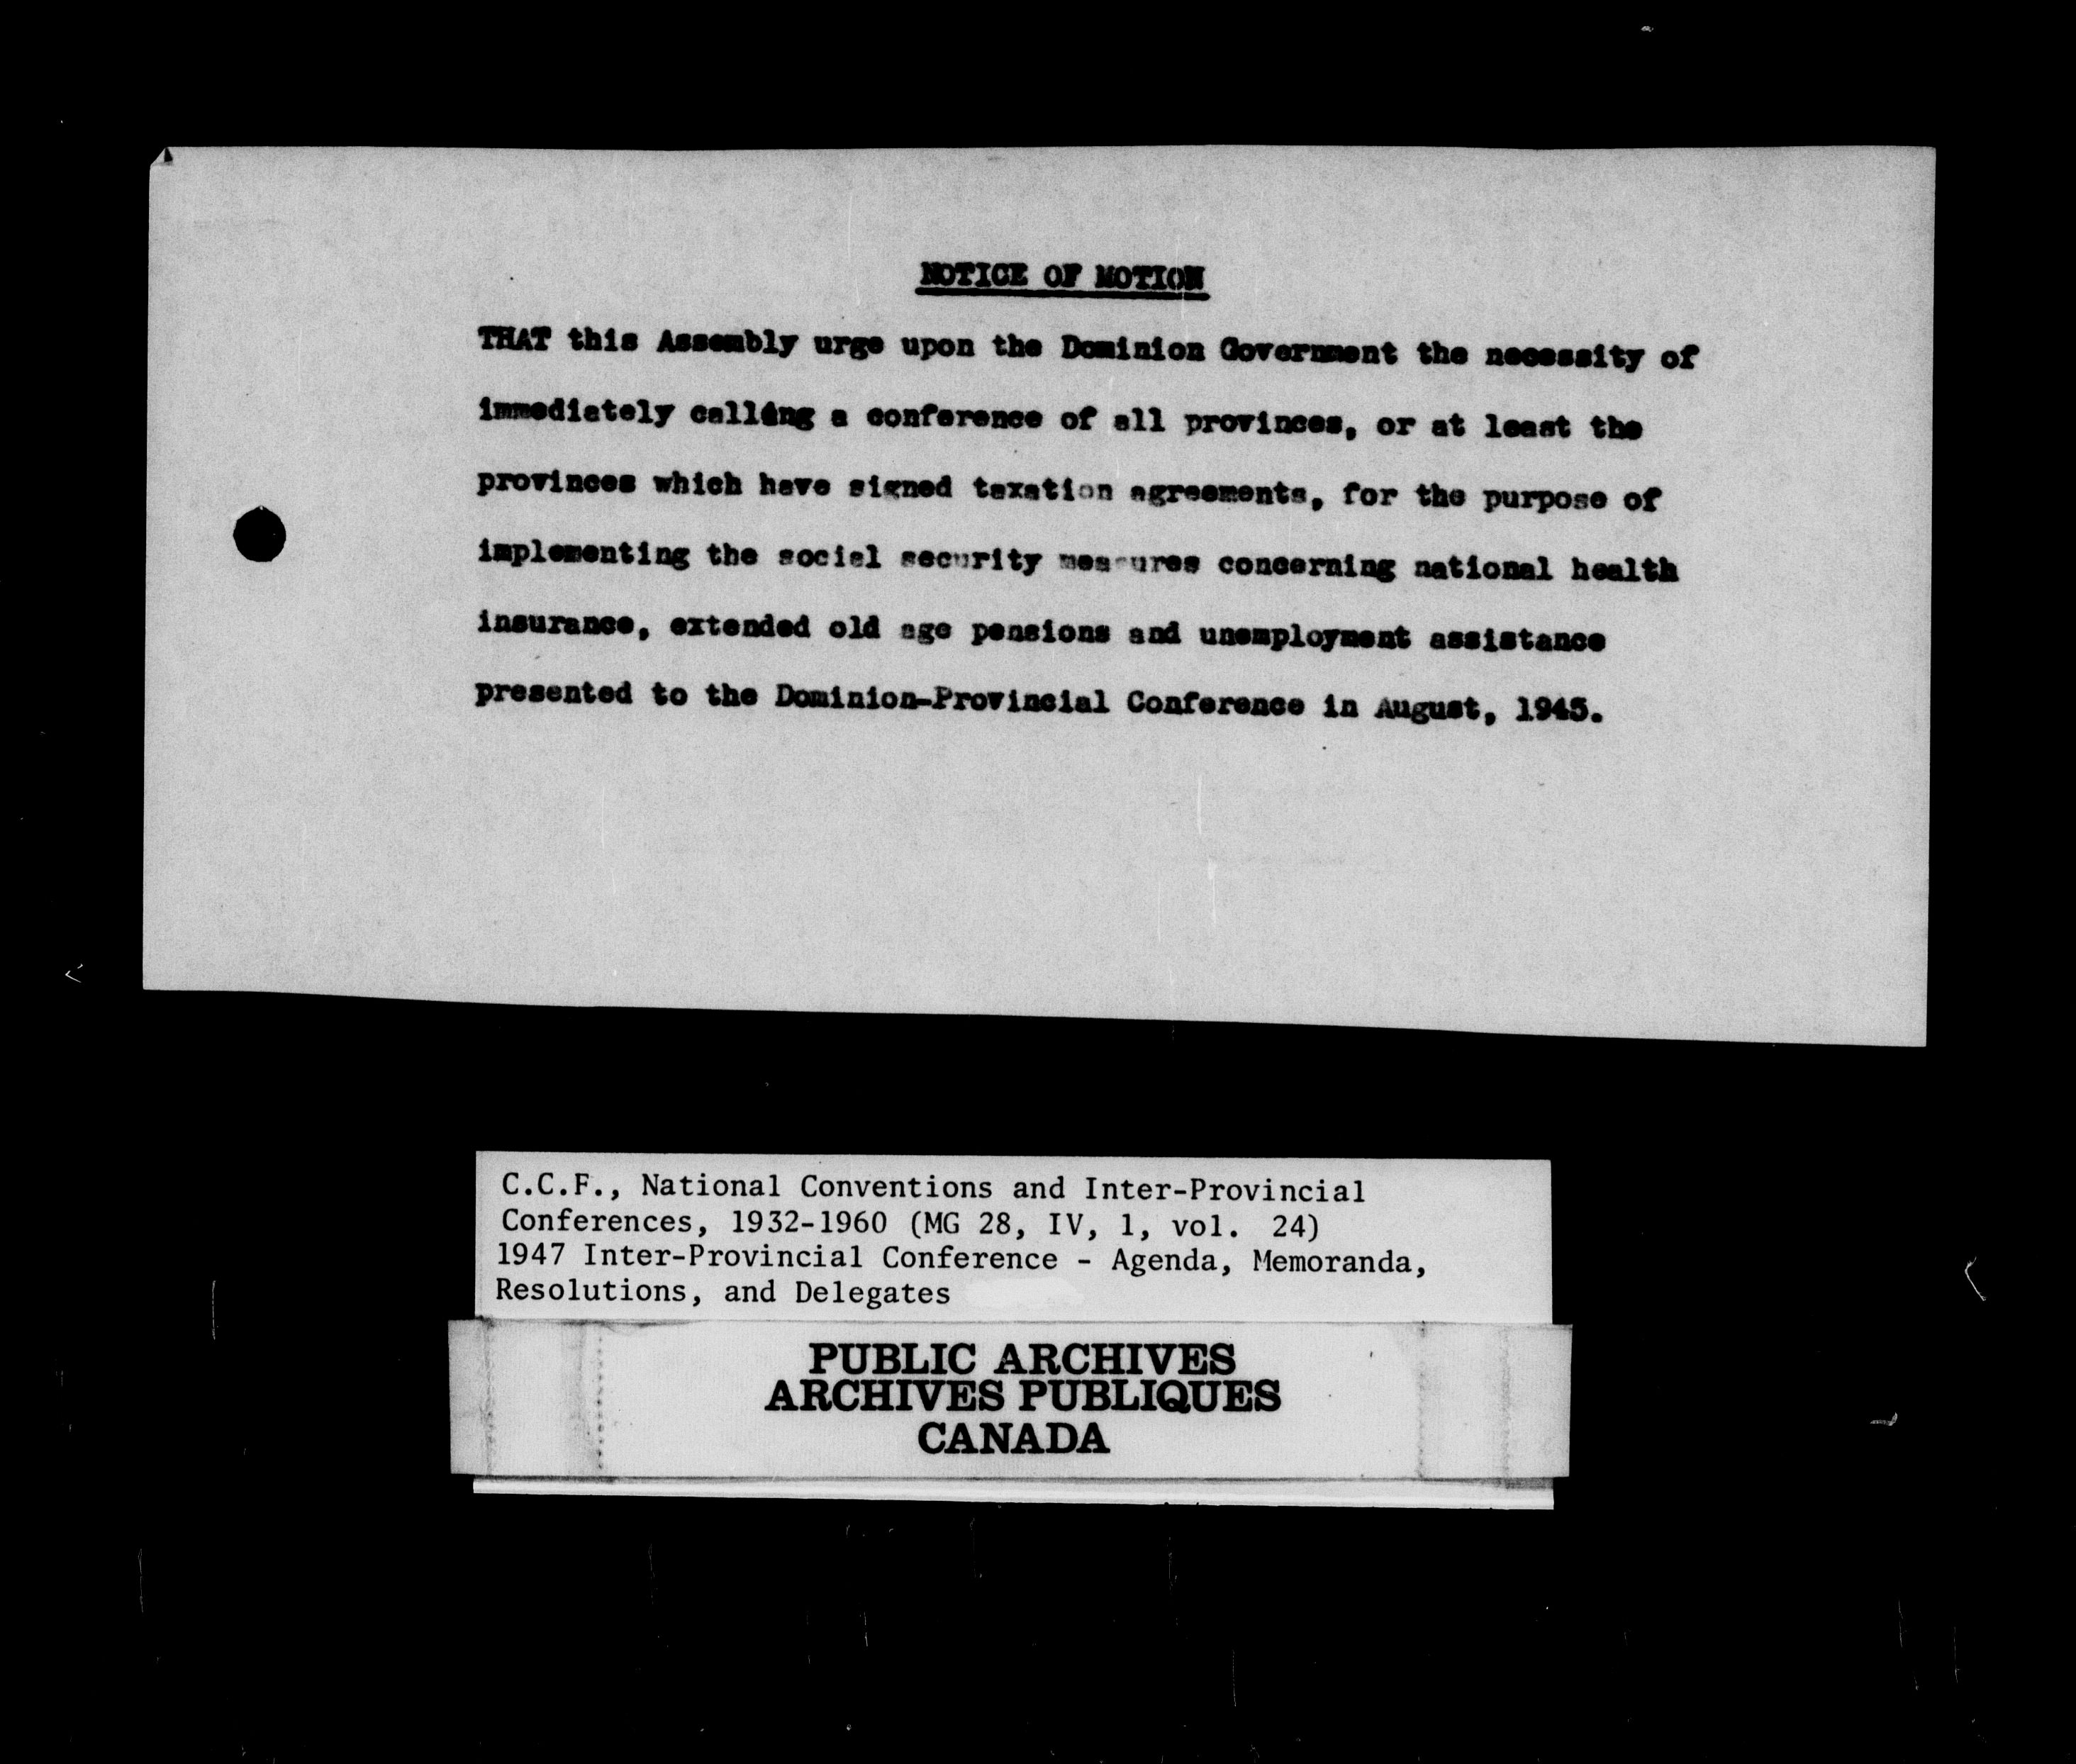 NOTICE OF MOTION
THAT this Assembly urge upon the Dominion Government the necessity of
immediately calling a conference of all provinces, or at least the
provinces which have signed taxation agreements, for the purpose of
implementing the social security measures concerning national health
insurance, extended old age pensions and unemployment assistance
presented to the Dominion-Provincial Conference in August, 1945.
C.C.F., National Conventions and Inter-Provincial
Conferences, 1932-1960 (MG 28, IV, 1, vol. 24)
1947 Inter-Provincial Conference - Agenda, Memoranda,
Resolutions, and Delegates
PUBLIC ARCHIVES
ARCHIVES PUBLIQUES
CANADA